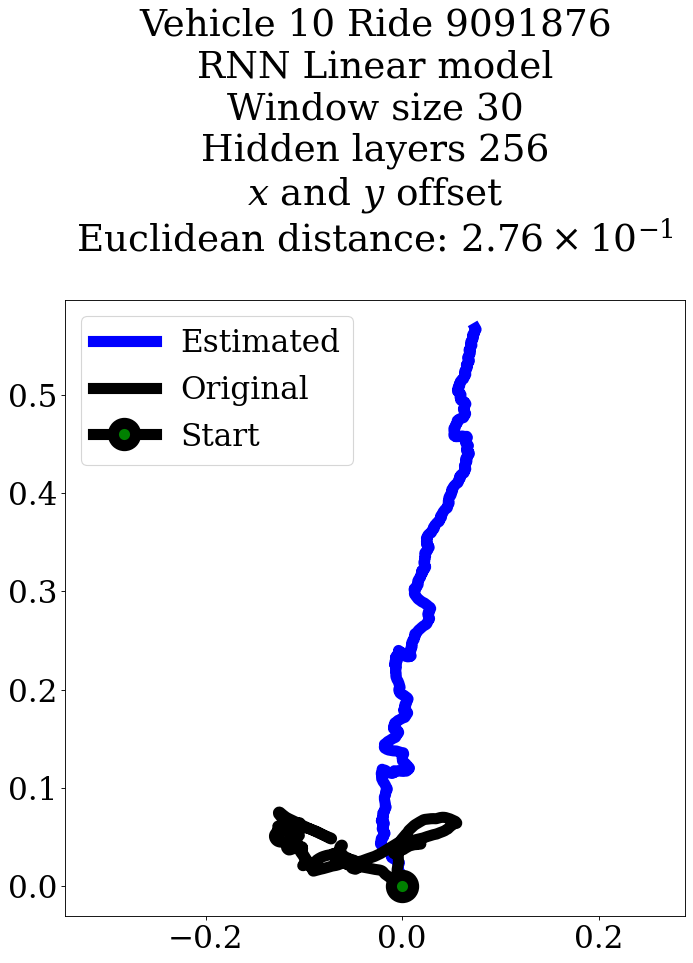 Vehicle 10 Ride 9091876
RNN Linear model
Window size 30
Hidden layers 256
x and y offset
Euclidean distance: 2.76 × 10⁻¹
Estimated
Original
Start
0.5
0.4
0.3
0.2
0.1
0.0
−0.2 0.0 0.2